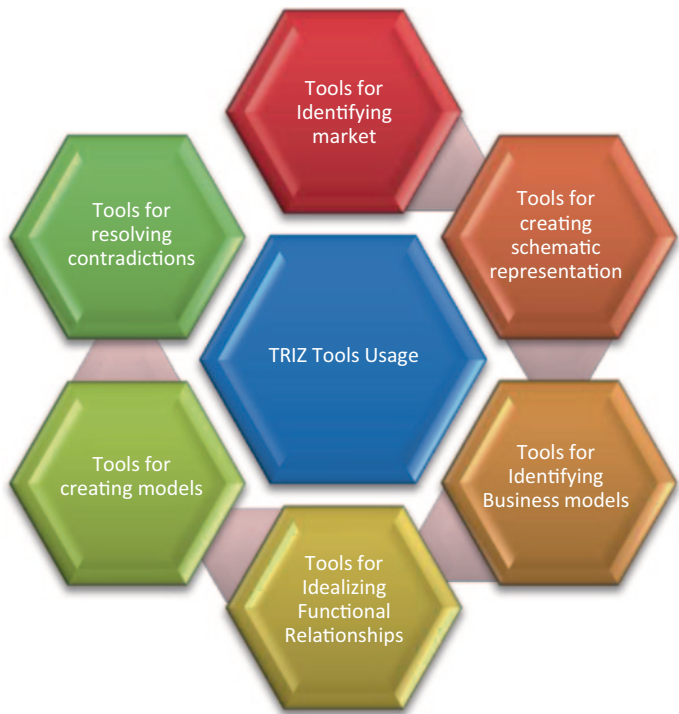 Tools for
Identifying
market
Tools for
creating
schematic
representation
Tools for
Identifying
Business models
Tools for
Idealizing
Functional
Relationships
Tools for
creating models
Tools for
resolving
contradictions
TRIZ Tools Usage